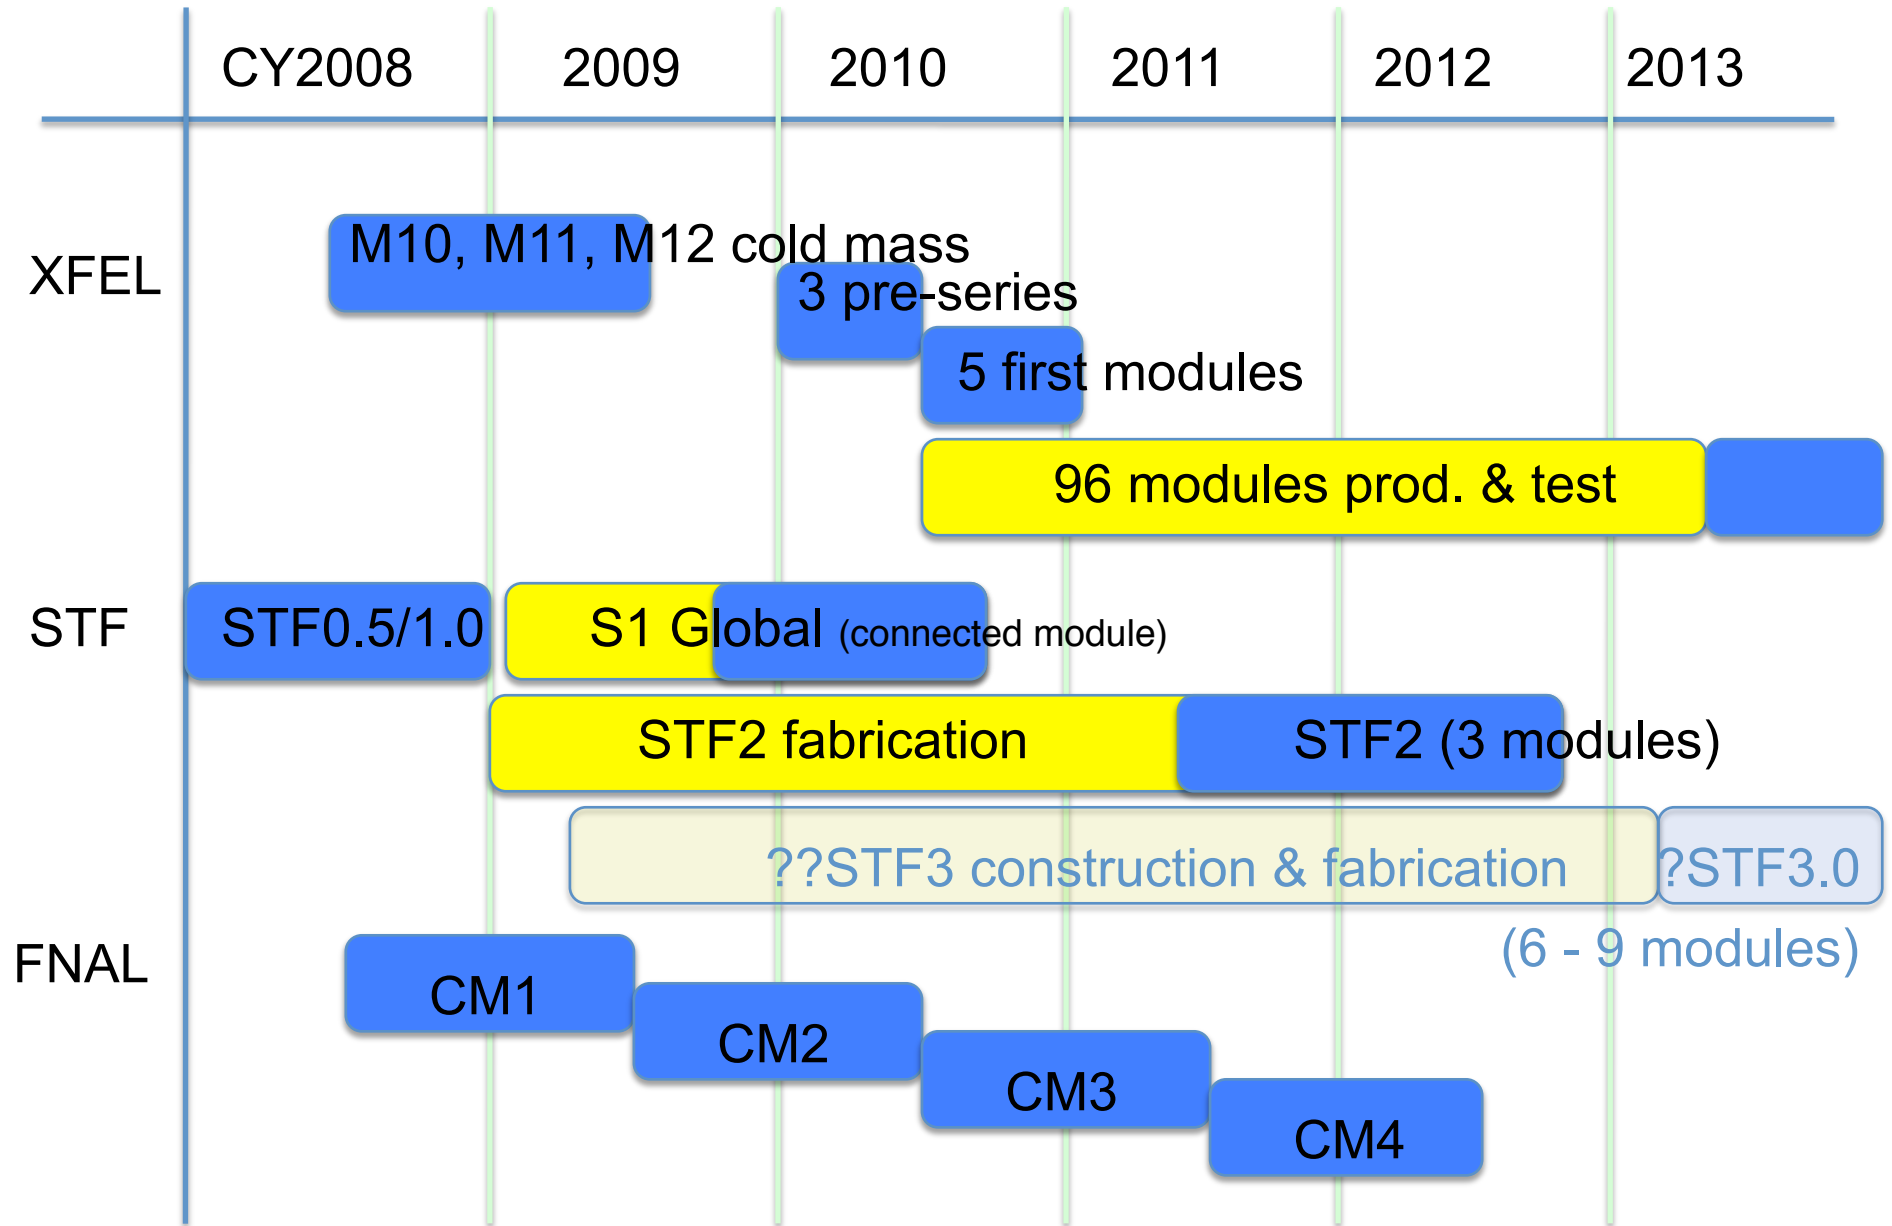 CY2008 2009 2010 2011 2012 2013
XFEL
M10, M11, M12 cold mass
3 pre-series
5 first modules
96 modules prod. & test
STF
STF0.5/1.0
S1 Global (connected module)
STF2 fabrication
STF2 (3 modules)
??STF3 construction & fabrication
?STF3.0
(6 - 9 modules)
FNAL
CM1
CM2
CM3
CM4